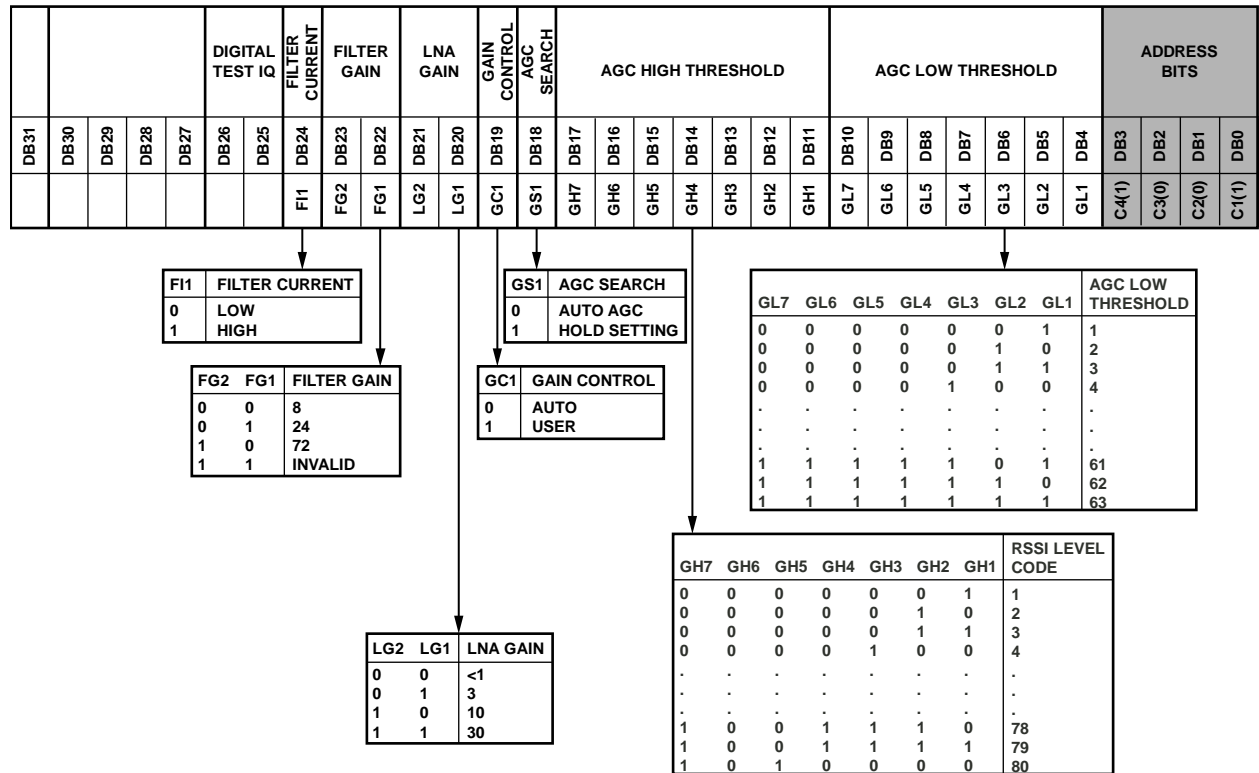 DIGITAL TEST IQ
FILTER CURRENT
FILTER GAIN
LNA GAIN
GAIN CONTROL
AGC SEARCH
AGC HIGH THRESHOLD
AGC LOW THRESHOLD
ADDRESS BITS
DB31 DB30 DB29 DB28 DB27 DB26 DB25 DB24 DB23 DB22 DB21 DB20 DB19 DB18 DB17 DB16 DB15 DB14 DB13 DB12 DB11 DB10 DB9 DB8 DB7 DB6 DB5 DB4 DB3 DB2 DB1 DB0
FI1 FG2 FG1 LG2 LG1 GC1 GS1 GH7 GH6 GH5 GH4 GH3 GH2 GH1 GL7 GL6 GL5 GL4 GL3 GL2 GL1 C4(1) C3(0) C2(0) C1(1)
FI1 FILTER CURRENT
0 LOW
1 HIGH
GS1 AGC SEARCH
0 AUTO AGC
1 HOLD SETTING
GL7 GL6 GL5 GL4 GL3 GL2 GL1 AGC LOW THRESHOLD
0 0 0 0 0 0 1 1
0 0 0 0 0 1 0 2
0 0 0 0 0 1 1 3
0 0 0 0 1 0 0 4
. . . . . . . .
. . . . . . . .
. . . . . . . .
1 1 1 1 1 0 1 61
1 1 1 1 1 1 0 62
1 1 1 1 1 1 1 63
FG2 FG1 FILTER GAIN
0 0 8
0 1 24
1 0 72
1 1 INVALID
GC1 GAIN CONTROL
0 AUTO
1 USER
GH7 GH6 GH5 GH4 GH3 GH2 GH1 RSSI LEVEL CODE
0 0 0 0 0 0 1 1
0 0 0 0 0 1 0 2
0 0 0 0 0 1 1 3
0 0 0 0 1 0 0 4
. . . . . . . .
. . . . . . . .
. . . . . . . .
1 0 0 1 1 1 0 78
1 0 0 1 1 1 1 79
1 0 1 0 0 0 0 80
LG2 LG1 LNA GAIN
0 0 <1
0 1 3
1 0 10
1 1 30